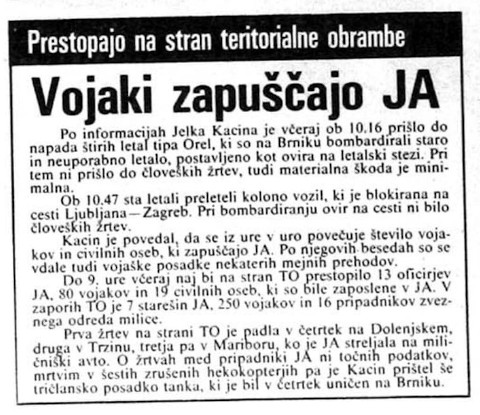 Prestopajo na stran teritorialne obrambe
Vojaki zapuščajo JA
Po informacijah Jelka Kacina je včeraj ob 10.16 prišlo do
napada štirih letal tipa Orel, ki so na Brniku bombardirali staro
in neuporabno letalo, postavljeno kot ovira na letalski stezi. Pri
tem ni prišlo do človeških žrtev, tudi materialna škoda je mini-
malna.
Ob 10.47 sta letali preleteli kolono vozil, ki je blokirana na
cesti Ljubljana—Zagreb. Pri bombardiranju ovir na cesti ni bilo
človeških žrtev.
Kacin je povedal, da se iz ure v uro povečuje število voja-
kov in civilnih oseb, ki zapuščajo JA. Po njegovih besedah so se
vdale tudi vojaške posadke nekaterih mejnih prehodov.
Do 9. ure včeraj naj bi na stran TO prestopilo 13 oficirjev
JA, 80 vojakov in 19 civilnih oseb, ki so bile zaposlene v JA. V
zaporih TO je 7 starešin JA, 250 vojakov in 16 pripadnikov zvez-
nega odreda milice.
Prva žrtev na strani TO je padla v četrtek na Dolenjskem,
druga v Trzinu, tretja pa v Mariboru, ko je JA streljala na mili-
čniški avto. O žrtvah med pripadniki JA ni točnih podatkov,
mrtvim v šestih zrušenih hekokopterjih pa je Kacin prištel še
tričlansko posadko tanka, ki je bil v četrtek uničen na Brniku.